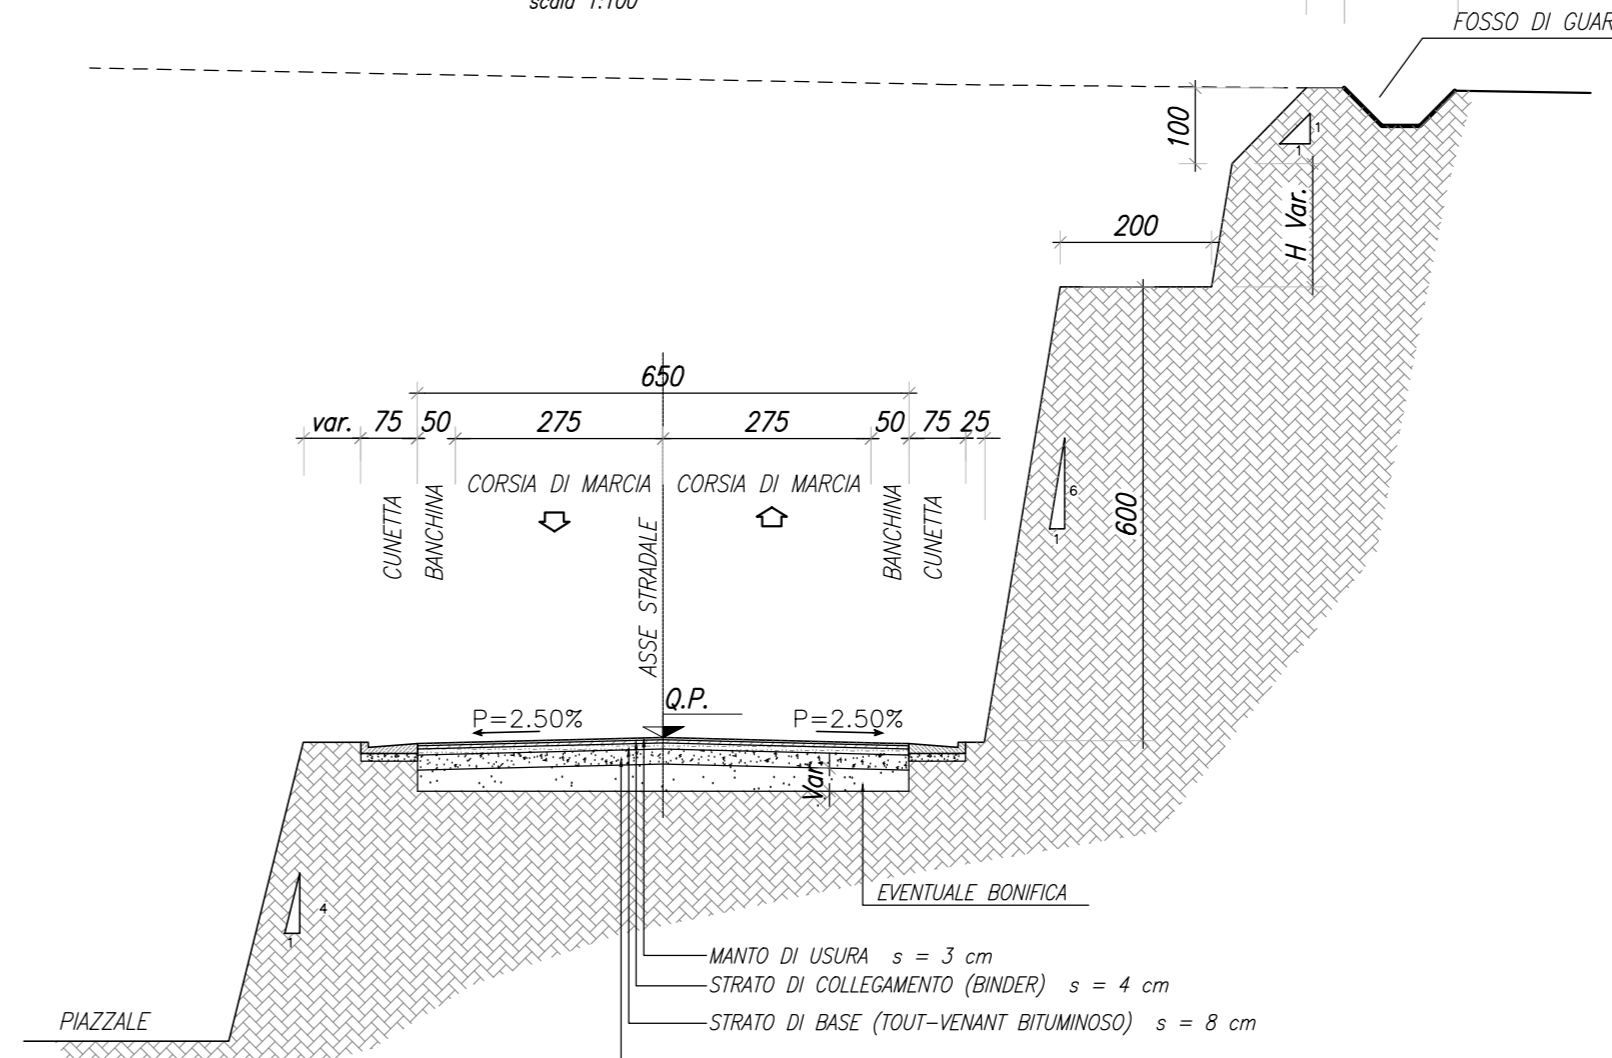 scala 1:100
FOSSO DI GUAR
100
1
1
H Var.
200
650
var. 75 50 275 275 50 75 25
CORSIA DI MARCIA CORSIA DI MARCIA
CUNETTA
BANCHINA
ASSE STRADALE
BANCHINA
CUNETTA
6
1
600
Q.P.
P=2.50% P=2.50%
Var.
4
1
EVENTUALE BONIFICA
MANTO DI USURA s = 3 cm
STRATO DI COLLEGAMENTO (BINDER) s = 4 cm
STRATO DI BASE (TOUT-VENANT BITUMINOSO) s = 8 cm
PIAZZALE